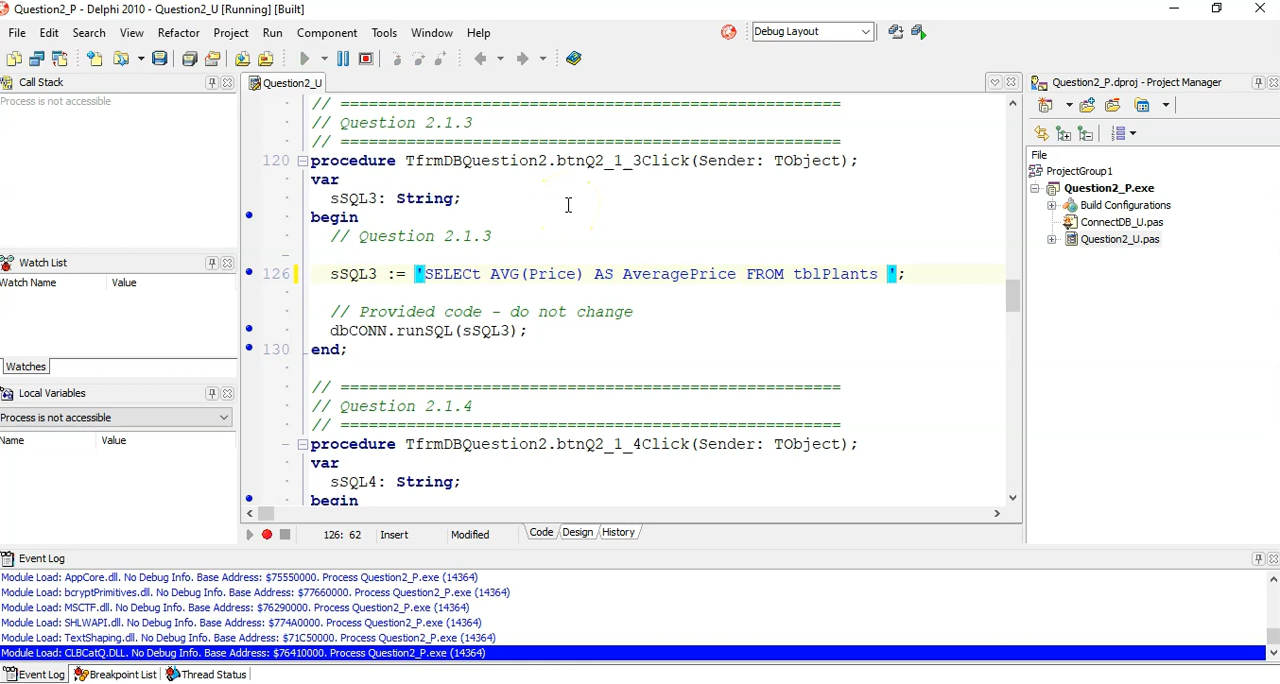 Question2_P - Delphi 2010 - Question2_U [Running] [Built]
File Edit Search View Refactor Project Run Component Tools Window Help
Debug Layout
Call Stack
Process is not accessible
Watch List
Watch Name Value
Watches
Local Variables
Process is not accessible
Name Value
Question2_U
// =====================================================
// Question 2.1.3
// =====================================================
120 procedure TfrmDBQuestion2.btnQ2_1_3Click(Sender: TObject);
var
sSQL3: String;
begin
// Question 2.1.3
126 sSQL3 := 'SELECt AVG(Price) AS AveragePrice FROM tblPlants ';
// Provided code - do not change
dbCONN.runSQL(sSQL3);
130 end;
// =====================================================
// Question 2.1.4
// =====================================================
procedure TfrmDBQuestion2.btnQ2_1_4Click(Sender: TObject);
var
sSQL4: String;
begin
126: 62 Insert Modified Code Design History
Question2_P.dproj - Project Manager
File
ProjectGroup1
Question2_P.exe
Build Configurations
ConnectDB_U.pas
Question2_U.pas
Event Log
Module Load: AppCore.dll. No Debug Info. Base Address: $75550000. Process Question2_P.exe (14364)
Module Load: bcryptPrimitives.dll. No Debug Info. Base Address: $77660000. Process Question2_P.exe (14364)
Module Load: MSCTF.dll. No Debug Info. Base Address: $76290000. Process Question2_P.exe (14364)
Module Load: SHLWAPI.dll. No Debug Info. Base Address: $774A0000. Process Question2_P.exe (14364)
Module Load: TextShaping.dll. No Debug Info. Base Address: $71C50000. Process Question2_P.exe (14364)
Module Load: CLBCatQ.DLL. No Debug Info. Base Address: $76410000. Process Question2_P.exe (14364)
Event Log Breakpoint List Thread Status